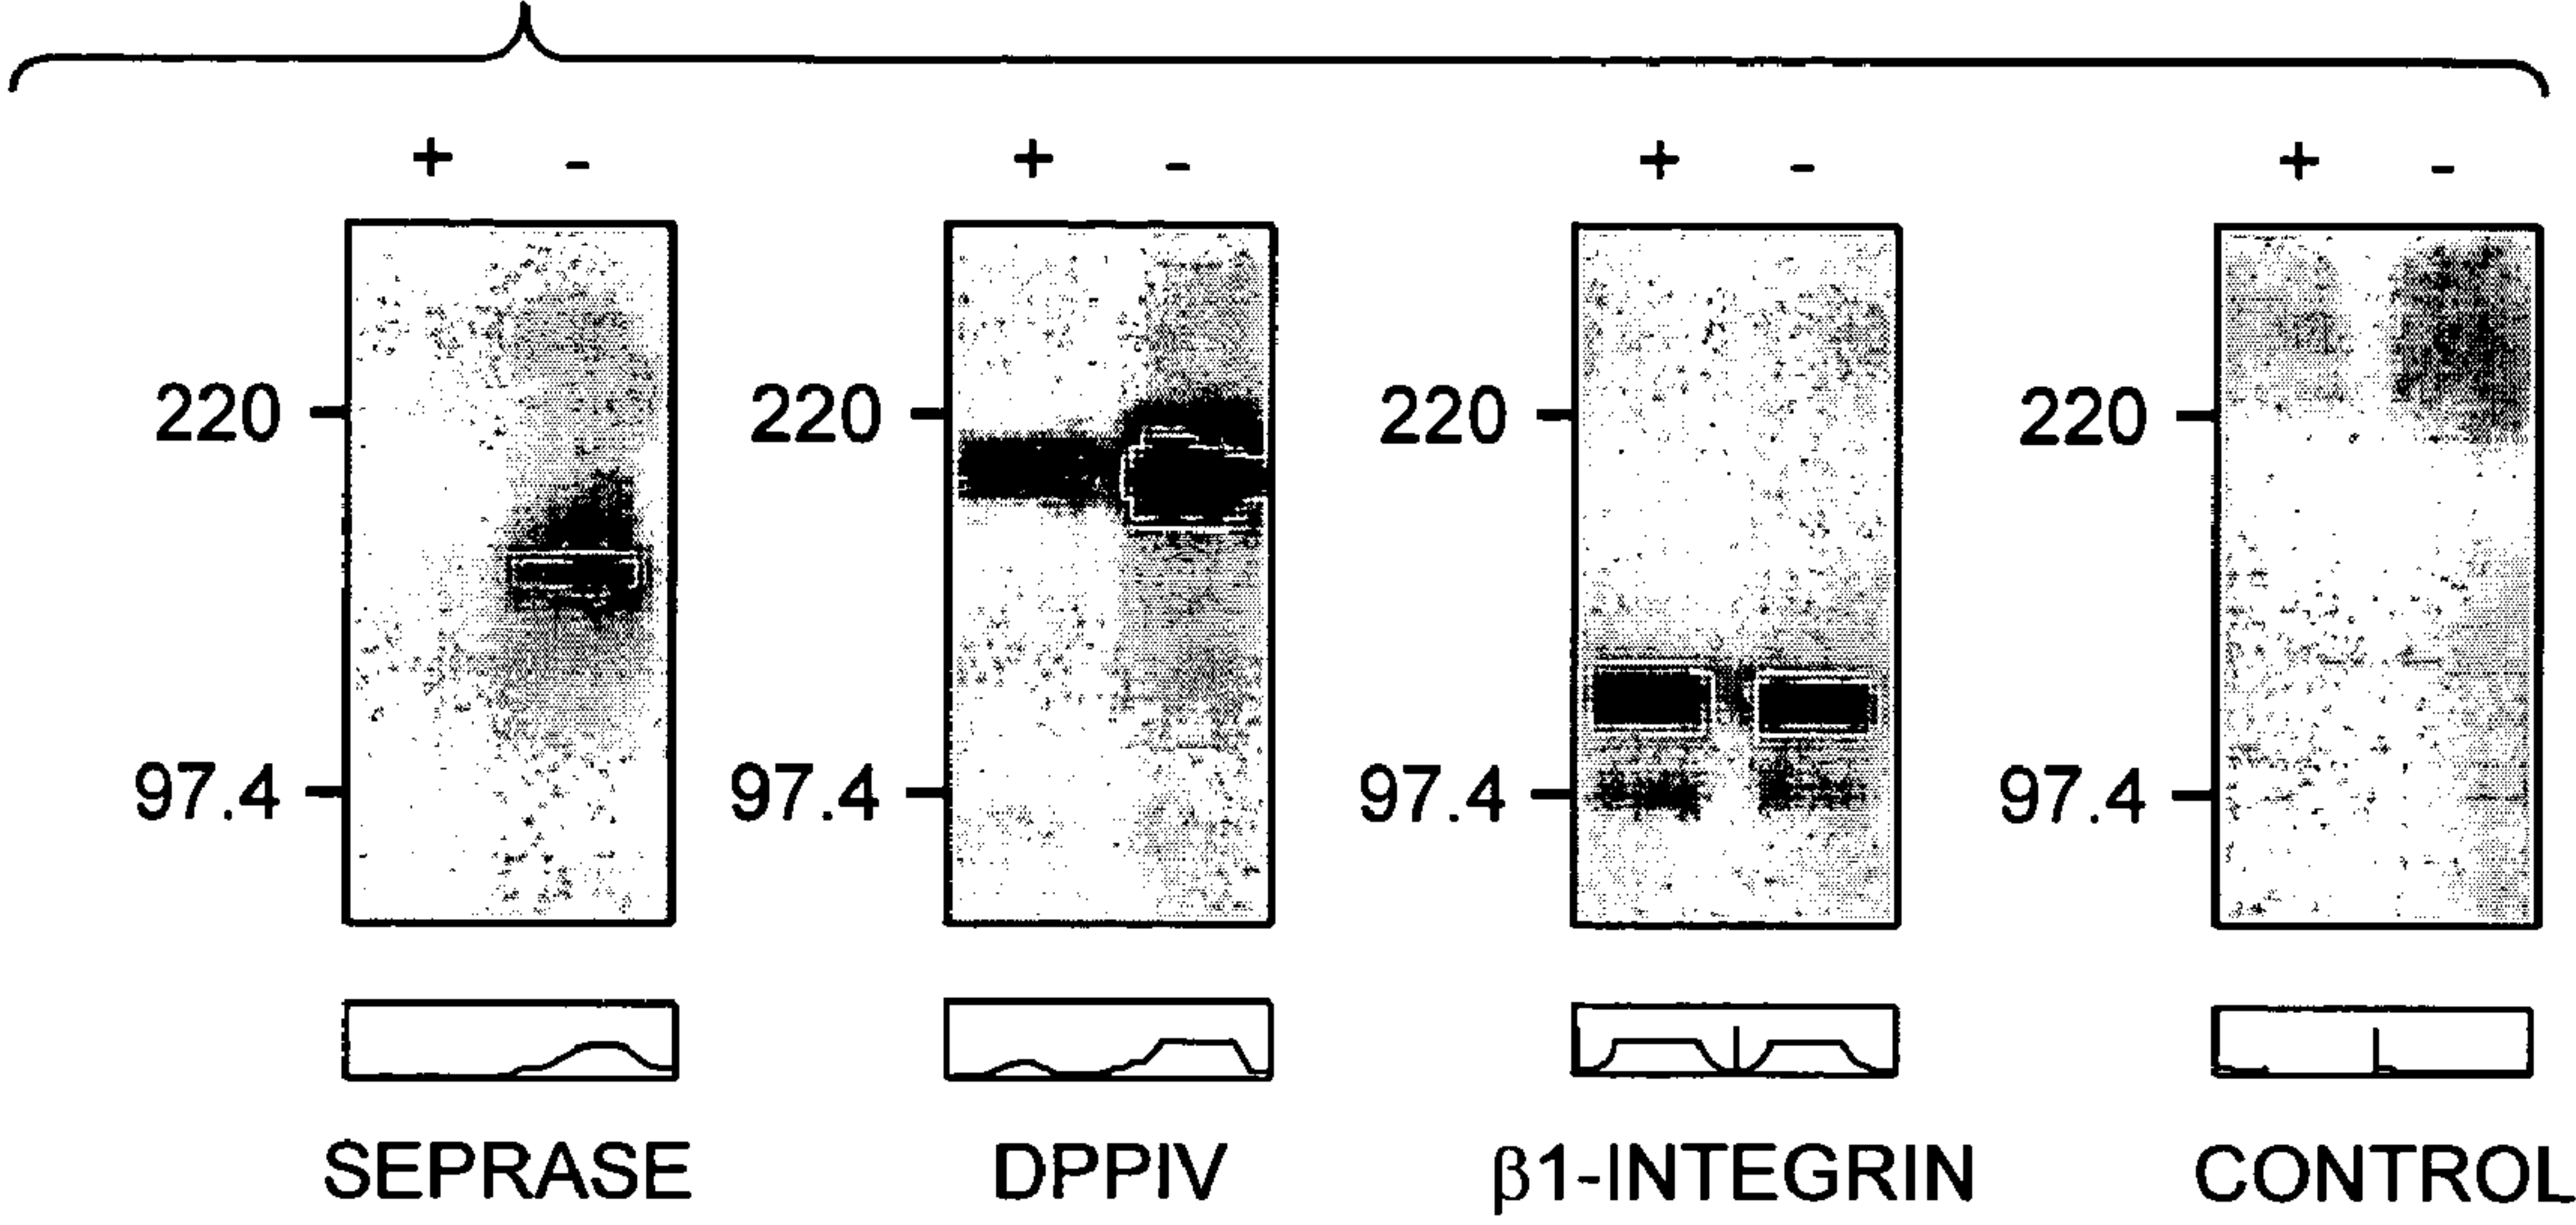 + - + - + - + -
220 220 220 220
97.4 97.4 97.4 97.4
SEPRASE DPPIV β1-INTEGRIN CONTROL